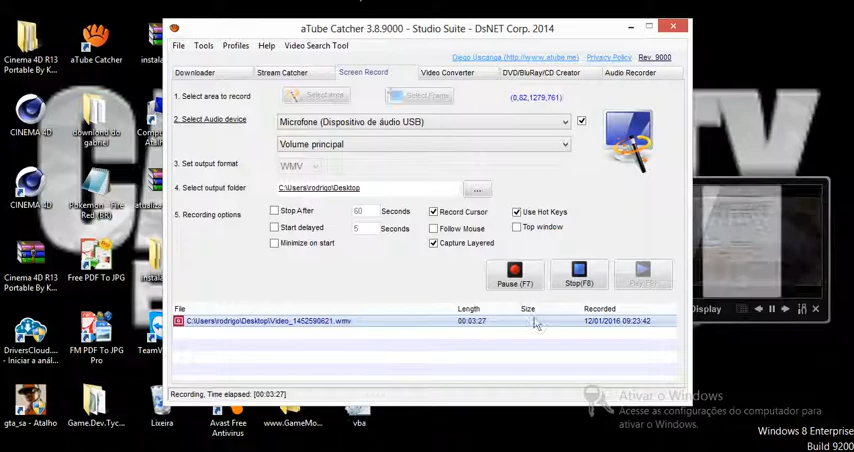 aTube Catcher 3.8.9000 - Studio Suite - DsNET Corp. 2014
File Tools Profiles Help Video Search Tool
Diego Uscanga (http://www.atube.me) Privacy Policy Rev. 9000
Downloader Stream Catcher Screen Record Video Converter DVD/BluRay/CD Creator Audio Recorder
1. Select area to record Select area Select Frame (0,82,1279,761)
2. Select Audio device Microfone (Dispositivo de áudio USB)
Volume principal
3. Set output format WMV
4. Select output folder C:\Users\rodrigo\Desktop ...
5. Recording options Stop After 60 Seconds Record Cursor Use Hot Keys
Start delayed 5 Seconds Follow Mouse Top window
Minimize on start Capture Layered
Pause (F7) Stop(F8)
File Length Size Recorded
C:\Users\rodrigo\Desktop\Video_1452590621.wmv 00:03:27 12/01/2016 09:23:42
Recording, Time elapsed: [00:03:27]
Cinema 4D R13 Portable By K...
aTube Catcher
CINEMA 4D
download do gabriel
CINEMA 4D
Pokemon - Fire Red (BR)
Cinema 4D R13 Portable By K...
Free PDF To JPG
DriversCloud.... - Iniciar a anál...
FM PDF To JPG Pro
gta_sa - Atalho
Game.Dev.Tyc...
Lixeira
Avast Free Antivirus
www.GameMo...
vba
Display
Ativar o Windows
Acesse as configurações do computador para
ativar o Windows.
Windows 8 Enterprise
Build 9200